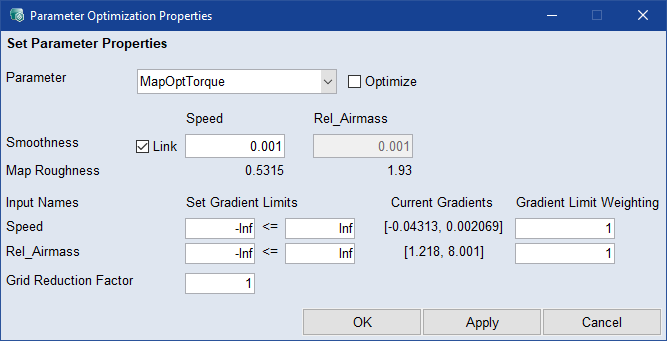 Parameter Optimization Properties
Set Parameter Properties
Parameter MapOptTorque Optimize
Speed Rel_Airmass
Smoothness Link 0.001 0.001
Map Roughness 0.5315 1.93
Input Names Set Gradient Limits Current Gradients Gradient Limit Weighting
Speed -Inf <= Inf [-0.04313, 0.002069] 1
Rel_Airmass -Inf <= Inf [1.218, 8.001] 1
Grid Reduction Factor 1
OK Apply Cancel